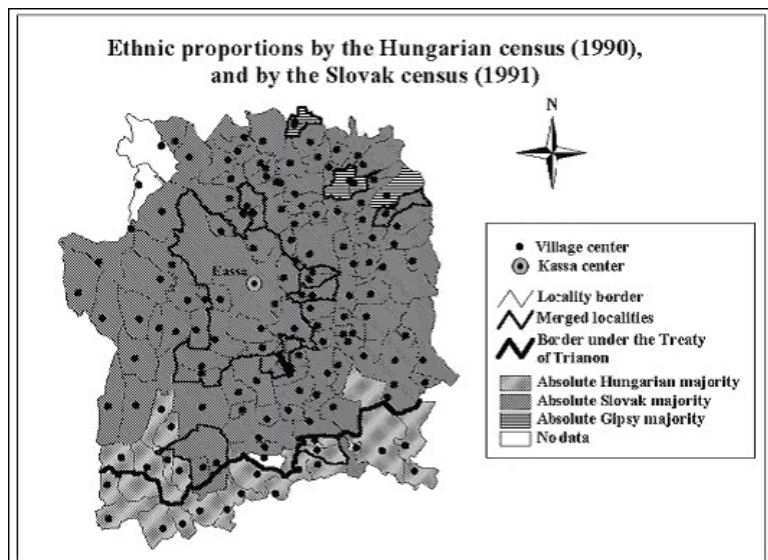 Ethnic proportions by the Hungarian census (1990),
and by the Slovak census (1991)
N
Kassa
Village center
Kassa center
Locality border
Merged localities
Border under the Treaty
of Trianon
Absolute Hungarian majority
Absolute Slovak majority
Absolute Gipsy majority
No data